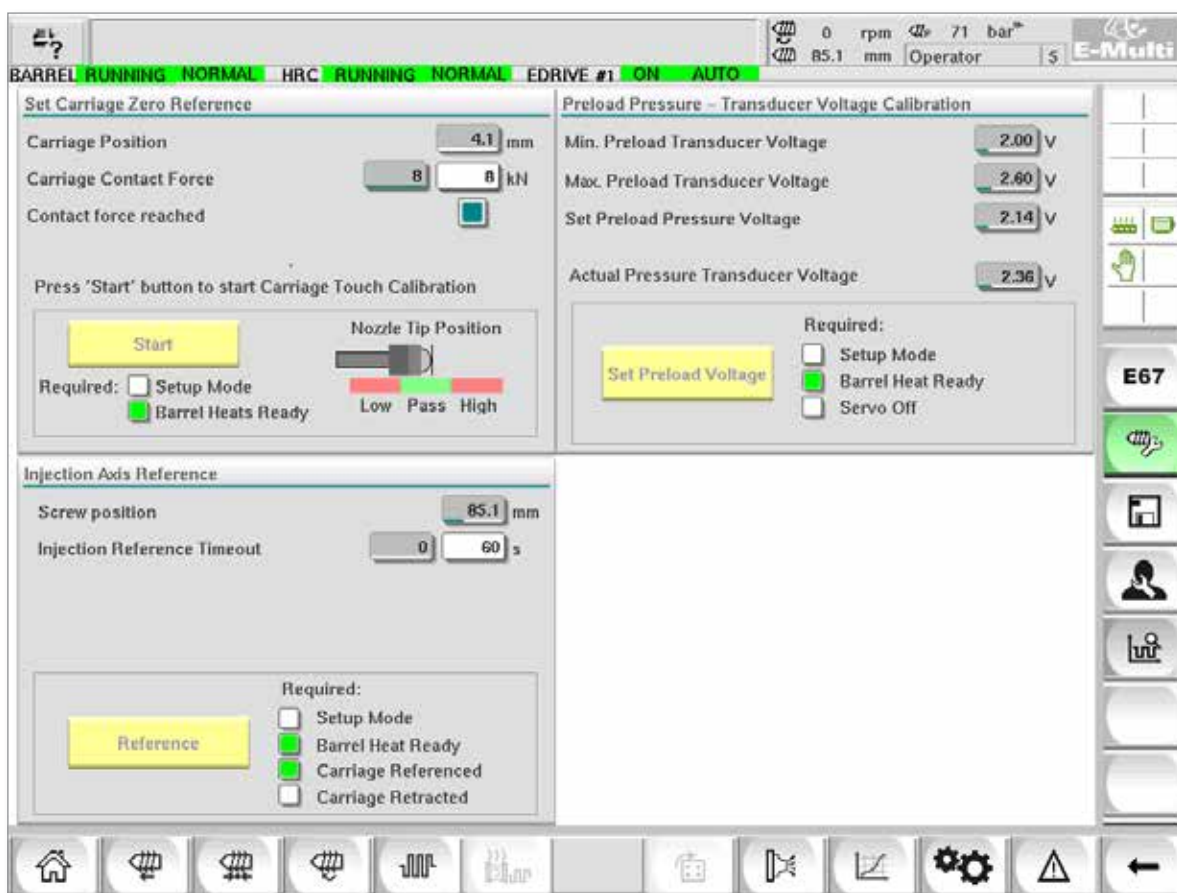 ?
0 rpm 71 bar
85.1 mm Operator 5
E-Multi
BARREL RUNNING NORMAL HRC RUNNING NORMAL EDRIVE #1 ON AUTO
Set Carriage Zero Reference
Carriage Position 4.1 mm
Carriage Contact Force 8 8 kN
Contact force reached
Press 'Start' button to start Carriage Touch Calibration
Start
Nozzle Tip Position
Required: Setup Mode
Barrel Heats Ready
Low Pass High
Preload Pressure – Transducer Voltage Calibration
Min. Preload Transducer Voltage 2.00 V
Max. Preload Transducer Voltage 2.60 V
Set Preload Pressure Voltage 2.14 V
Actual Pressure Transducer Voltage 2.36 V
Set Preload Voltage
Required:
Setup Mode
Barrel Heat Ready
Servo Off
Injection Axis Reference
Screw position 85.1 mm
Injection Reference Timeout 0 60 s
Reference
Required:
Setup Mode
Barrel Heat Ready
Carriage Referenced
Carriage Retracted
E67